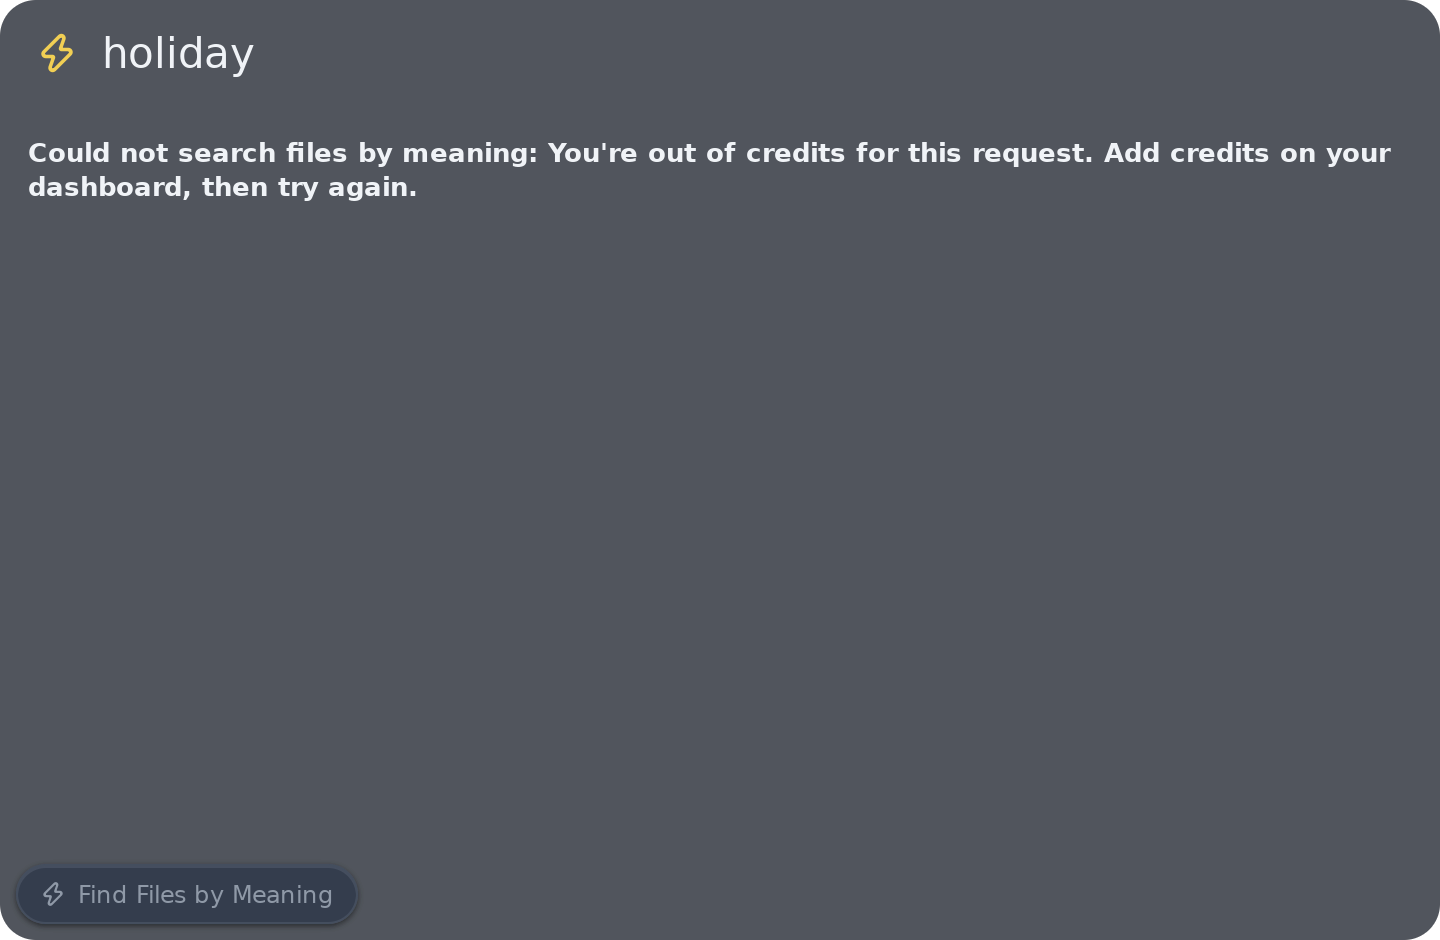 holiday
Could not search files by meaning: You're out of credits for this request. Add credits on your
dashboard, then try again.
Find Files by Meaning